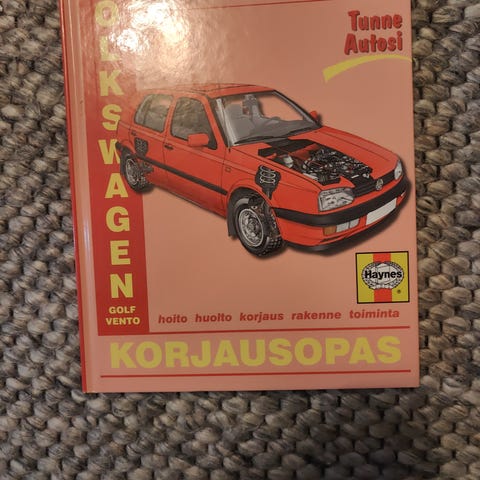 Tunne
Autosi
OLKSWAGEN
GOLF
VENTO
Haynes
®
hoito huolto korjaus rakenne toiminta
KORJAUSOPAS